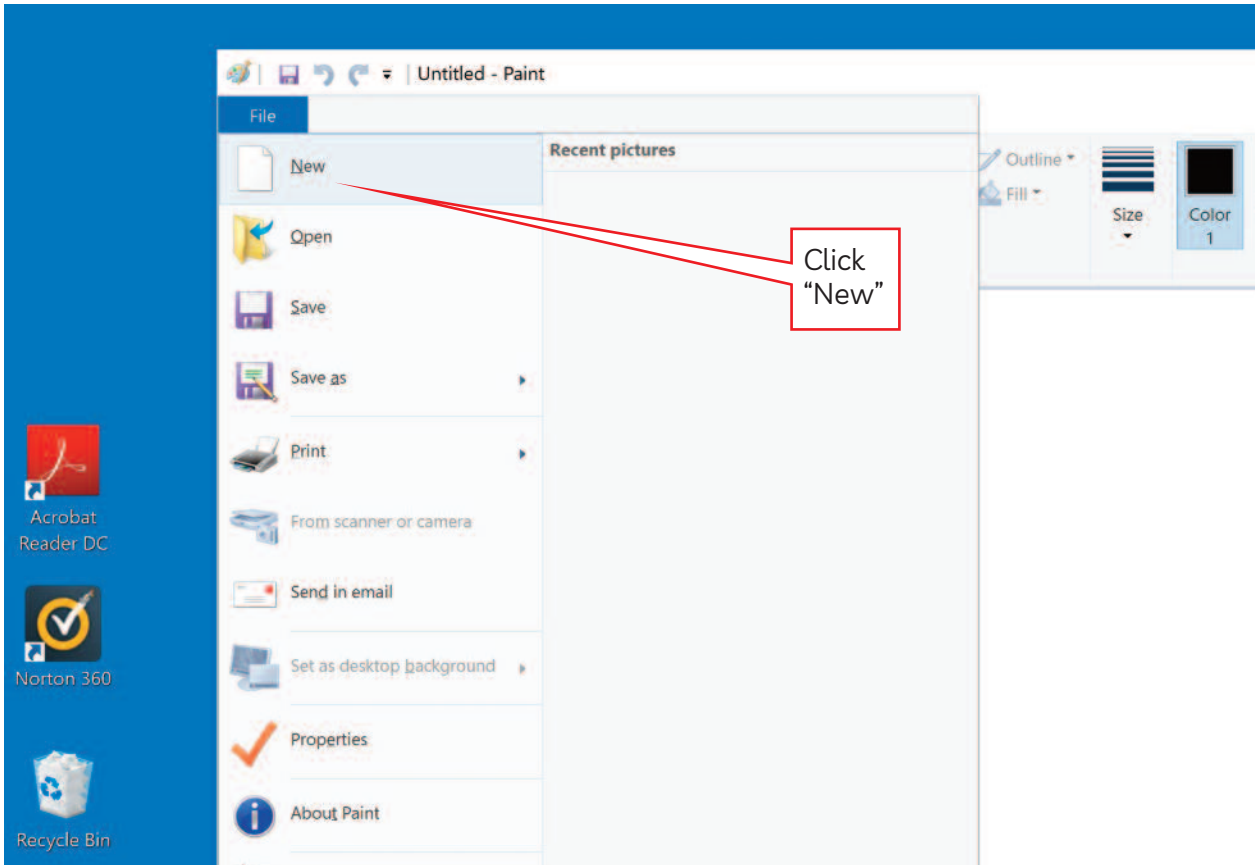 Untitled - Paint
File
New
Recent pictures
Outline
Fill
Size
Color
1
Open
Click
“New”
Save
Save as
Print
From scanner or camera
Send in email
Set as desktop background
Properties
About Paint
Acrobat
Reader DC
Norton 360
Recycle Bin